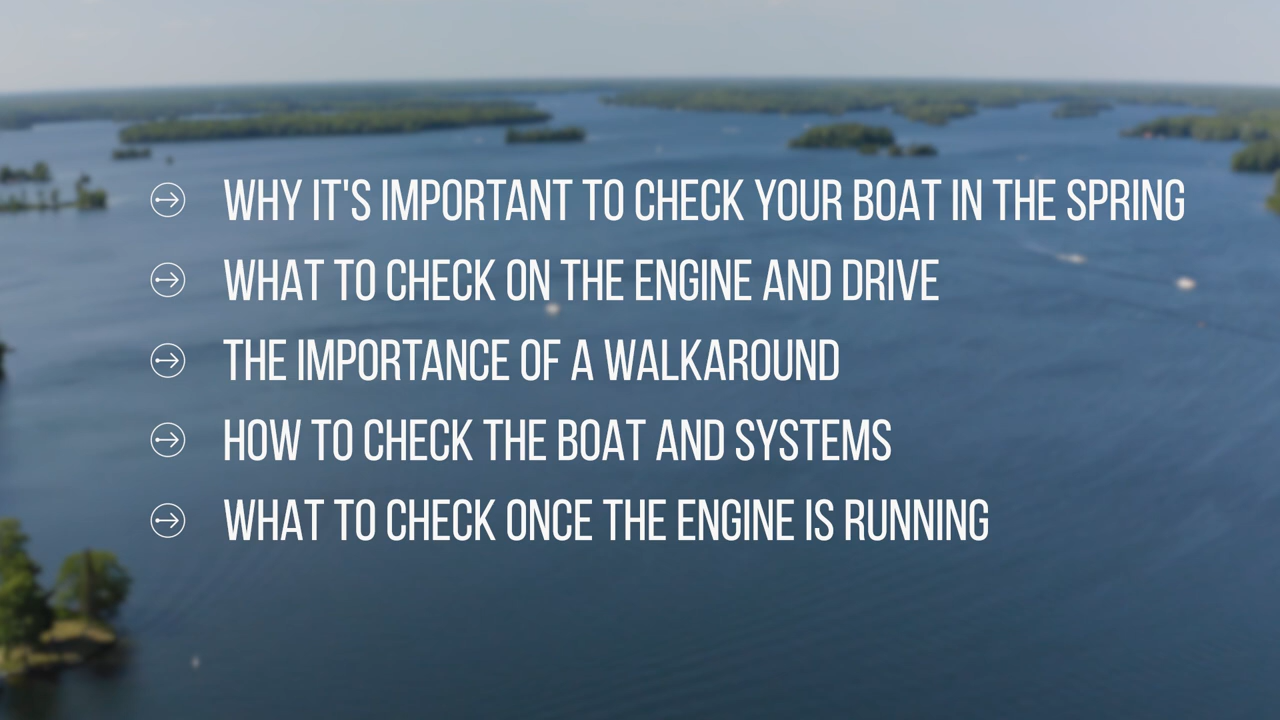 WHY IT'S IMPORTANT TO CHECK YOUR BOAT IN THE SPRING
WHAT TO CHECK ON THE ENGINE AND DRIVE
THE IMPORTANCE OF A WALKAROUND
HOW TO CHECK THE BOAT AND SYSTEMS
WHAT TO CHECK ONCE THE ENGINE IS RUNNING